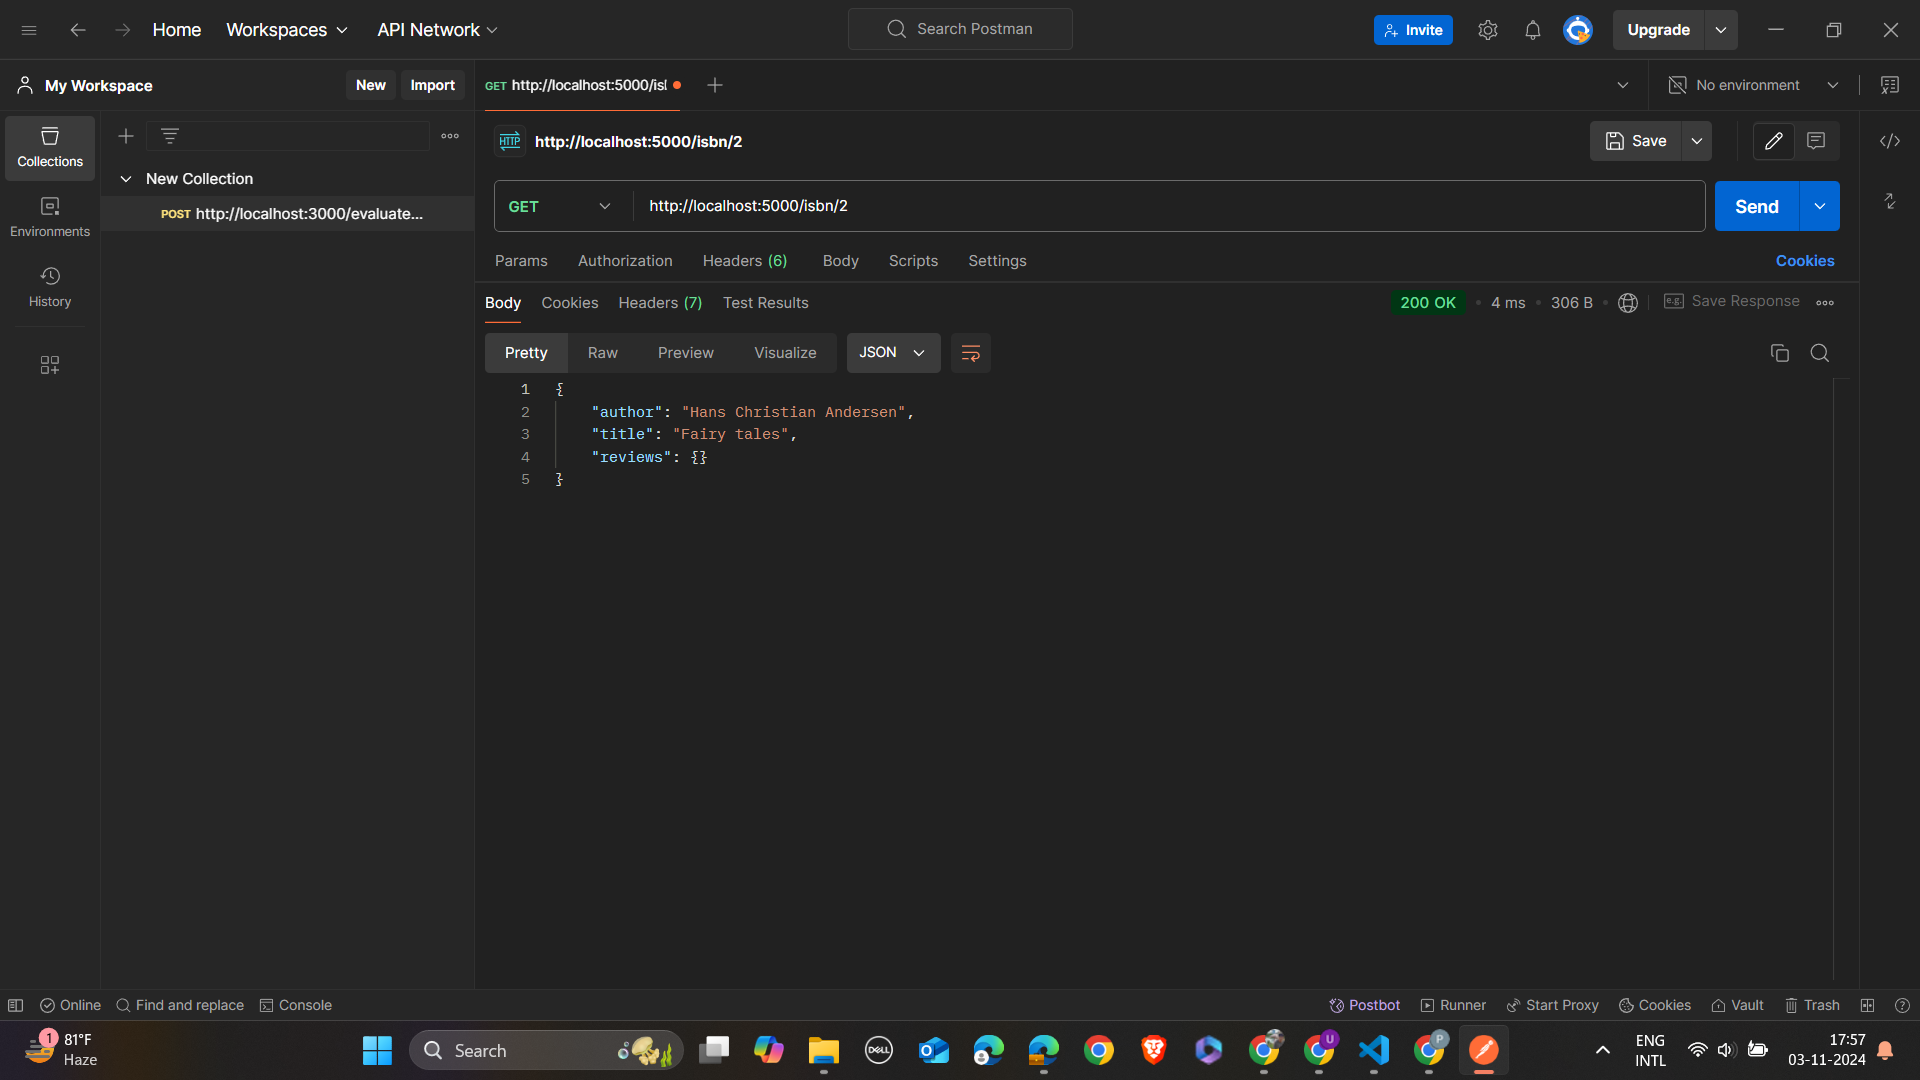 Home Workspaces API Network Search Postman Invite Upgrade
My Workspace New Import GET http://localhost:5000/isl No environment
Collections
Environments
History
New Collection
POST http://localhost:3000/evaluate...
HTTP http://localhost:5000/isbn/2 Save
GET http://localhost:5000/isbn/2 Send
Params Authorization Headers (6) Body Scripts Settings Cookies
Body Cookies Headers (7) Test Results 200 OK 4 ms 306 B e.g. Save Response
Pretty Raw Preview Visualize JSON
1 {
2 "author": "Hans Christian Andersen",
3 "title": "Fairy tales",
4 "reviews": {}
5 }
Online Find and replace Console Postbot Runner Start Proxy Cookies Vault Trash
1 81°F
Haze
Search
DELL
U
P
ENG
INTL
17:57
03-11-2024